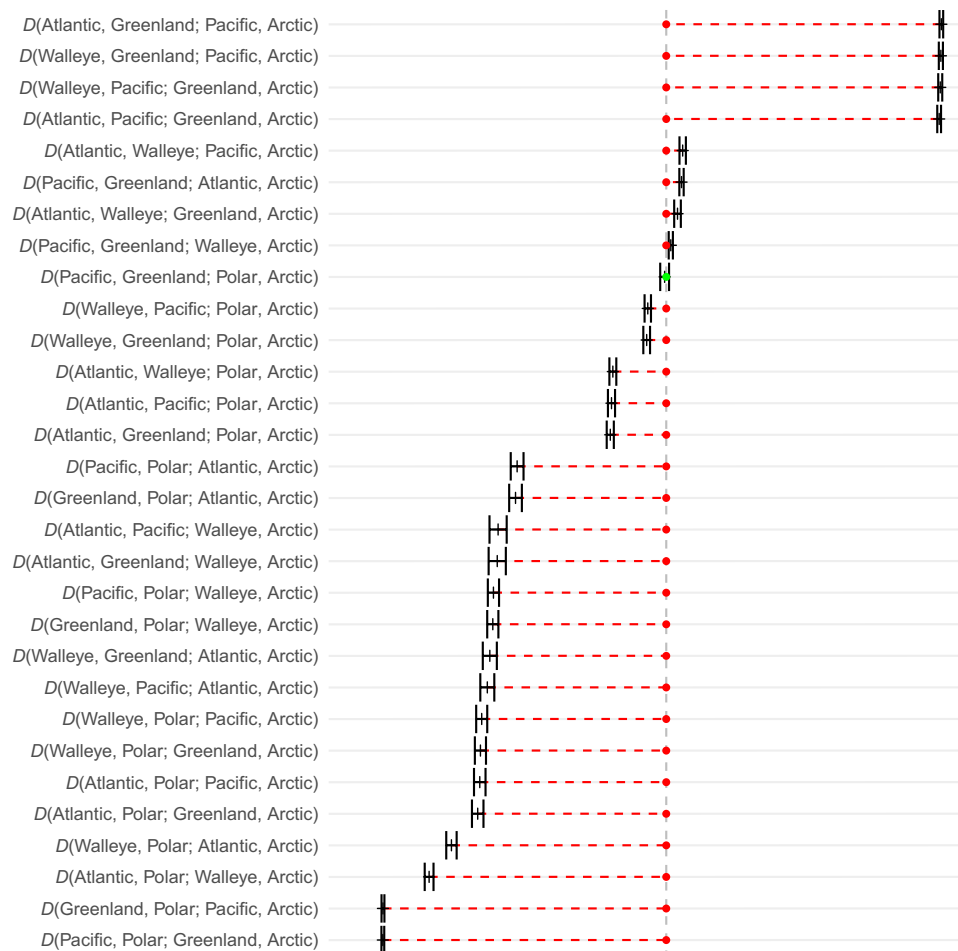 D(Atlantic, Greenland; Pacific, Arctic)
D(Walleye, Greenland; Pacific, Arctic)
D(Walleye, Pacific; Greenland, Arctic)
D(Atlantic, Pacific; Greenland, Arctic)
D(Atlantic, Walleye; Pacific, Arctic)
D(Pacific, Greenland; Atlantic, Arctic)
D(Atlantic, Walleye; Greenland, Arctic)
D(Pacific, Greenland; Walleye, Arctic)
D(Pacific, Greenland; Polar, Arctic)
D(Walleye, Pacific; Polar, Arctic)
D(Walleye, Greenland; Polar, Arctic)
D(Atlantic, Walleye; Polar, Arctic)
D(Atlantic, Pacific; Polar, Arctic)
D(Atlantic, Greenland; Polar, Arctic)
D(Pacific, Polar; Atlantic, Arctic)
D(Greenland, Polar; Atlantic, Arctic)
D(Atlantic, Pacific; Walleye, Arctic)
D(Atlantic, Greenland; Walleye, Arctic)
D(Pacific, Polar; Walleye, Arctic)
D(Greenland, Polar; Walleye, Arctic)
D(Walleye, Greenland; Atlantic, Arctic)
D(Walleye, Pacific; Atlantic, Arctic)
D(Walleye, Polar; Pacific, Arctic)
D(Walleye, Polar; Greenland, Arctic)
D(Atlantic, Polar; Pacific, Arctic)
D(Atlantic, Polar; Greenland, Arctic)
D(Walleye, Polar; Atlantic, Arctic)
D(Atlantic, Polar; Walleye, Arctic)
D(Greenland, Polar; Pacific, Arctic)
D(Pacific, Polar; Greenland, Arctic)